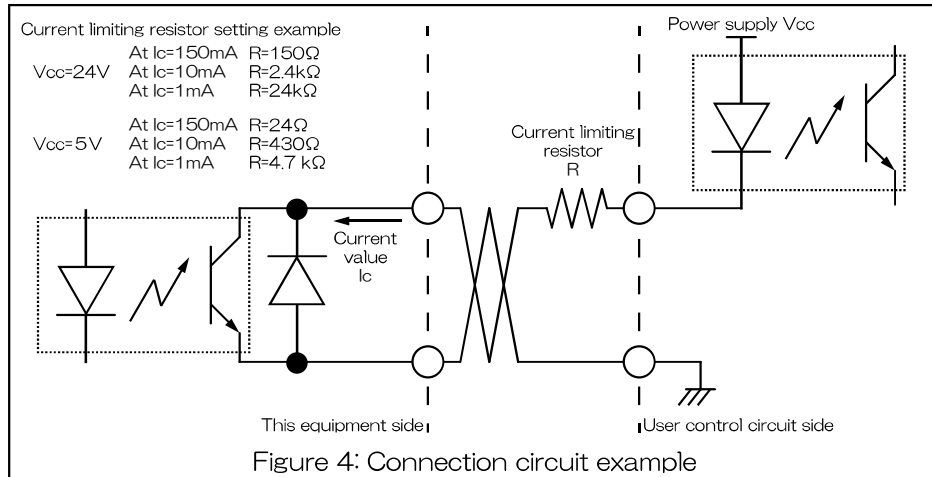 Current limiting resistor setting example
Vcc=24V
At Ic=150mA R=150Ω
At Ic=10mA R=2.4kΩ
At Ic=1mA R=24kΩ
Vcc=5V
At Ic=150mA R=24Ω
At Ic=10mA R=430Ω
At Ic=1mA R=4.7 kΩ
Power supply Vcc
Current limiting
resistor
R
Current
value
Ic
This equipment side
User control circuit side
Figure 4: Connection circuit example